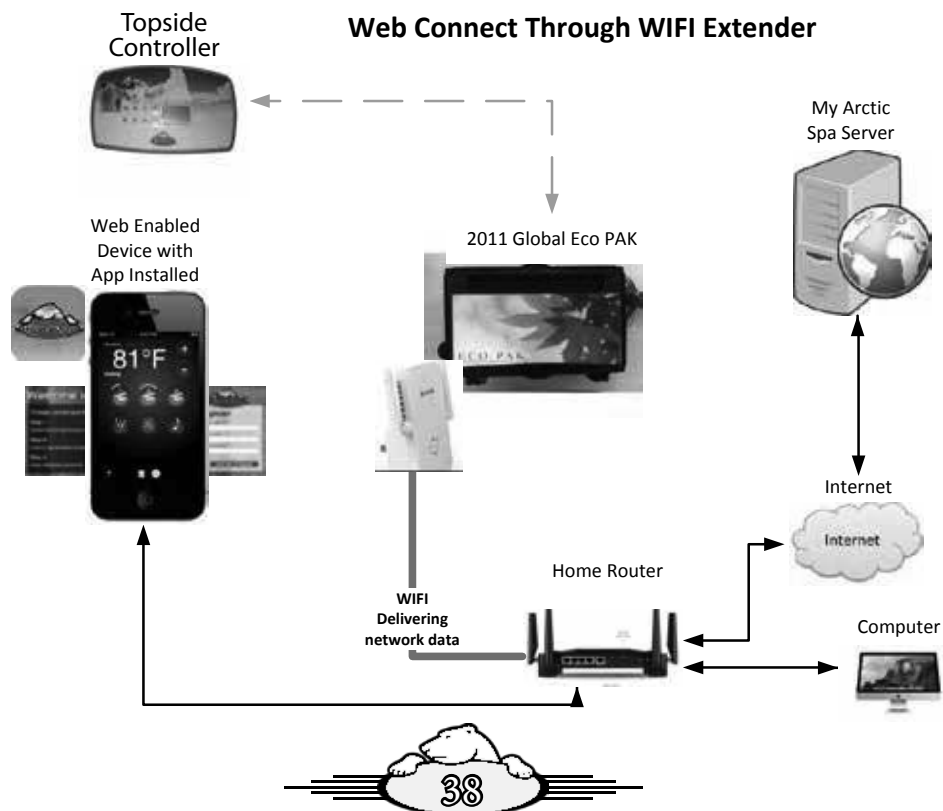 Web Connect Through WIFI Extender
Topside
Controller
My Arctic
Spa Server
Web Enabled
Device with
App Installed
2011 Global Eco PAK
81°F
ECO PAK
Internet
Internet
Home Router
WIFI
Delivering
network data
Computer
38